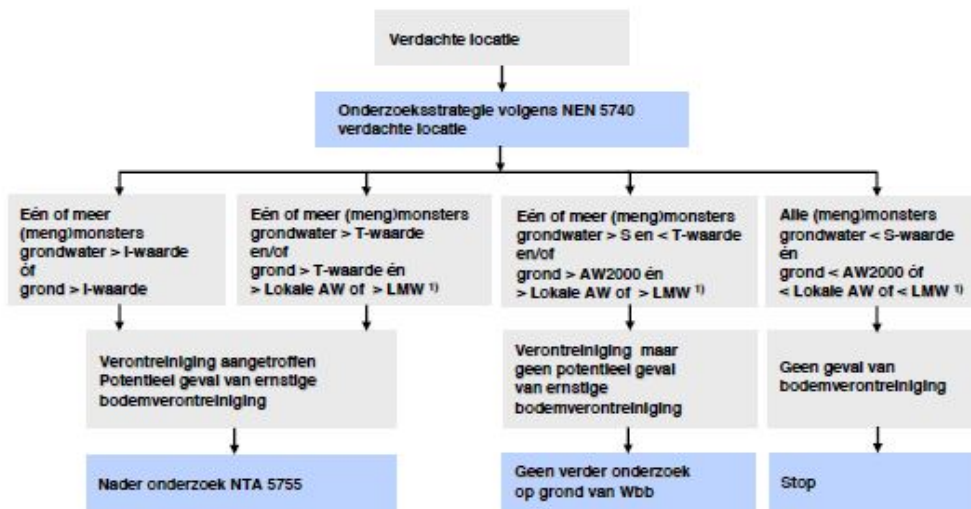 Verdachte locatie
Onderzoeksstrategie volgens NEN 5740
verdachte locatie
Eén of meer
(meng)monsters
grondwater > I-waarde
óf
grond > I-waarde
Eén of meer (meng)monsters
grondwater > T-waarde
en/of
grond > T-waarde én
> Lokale AW of > LMW ¹⁾
Eén of meer (meng)monsters
grondwater > S en < T-waarde
en/of
grond > AW2000 én
> Lokale AW of > LMW ¹⁾
Alle (meng)monsters
grondwater < S-waarde
én
grond < AW2000 óf
< Lokale AW of < LMW ¹⁾
Verontreiniging aangetroffen
Potentieel geval van ernstige
bodemverontreiniging
Verontreiniging maar
geen potentieel geval
van ernstige
bodemverontreiniging
Geen geval van
bodemverontreiniging
Nader onderzoek NTA 5755
Geen verder onderzoek
op grond van Wbb
Stop